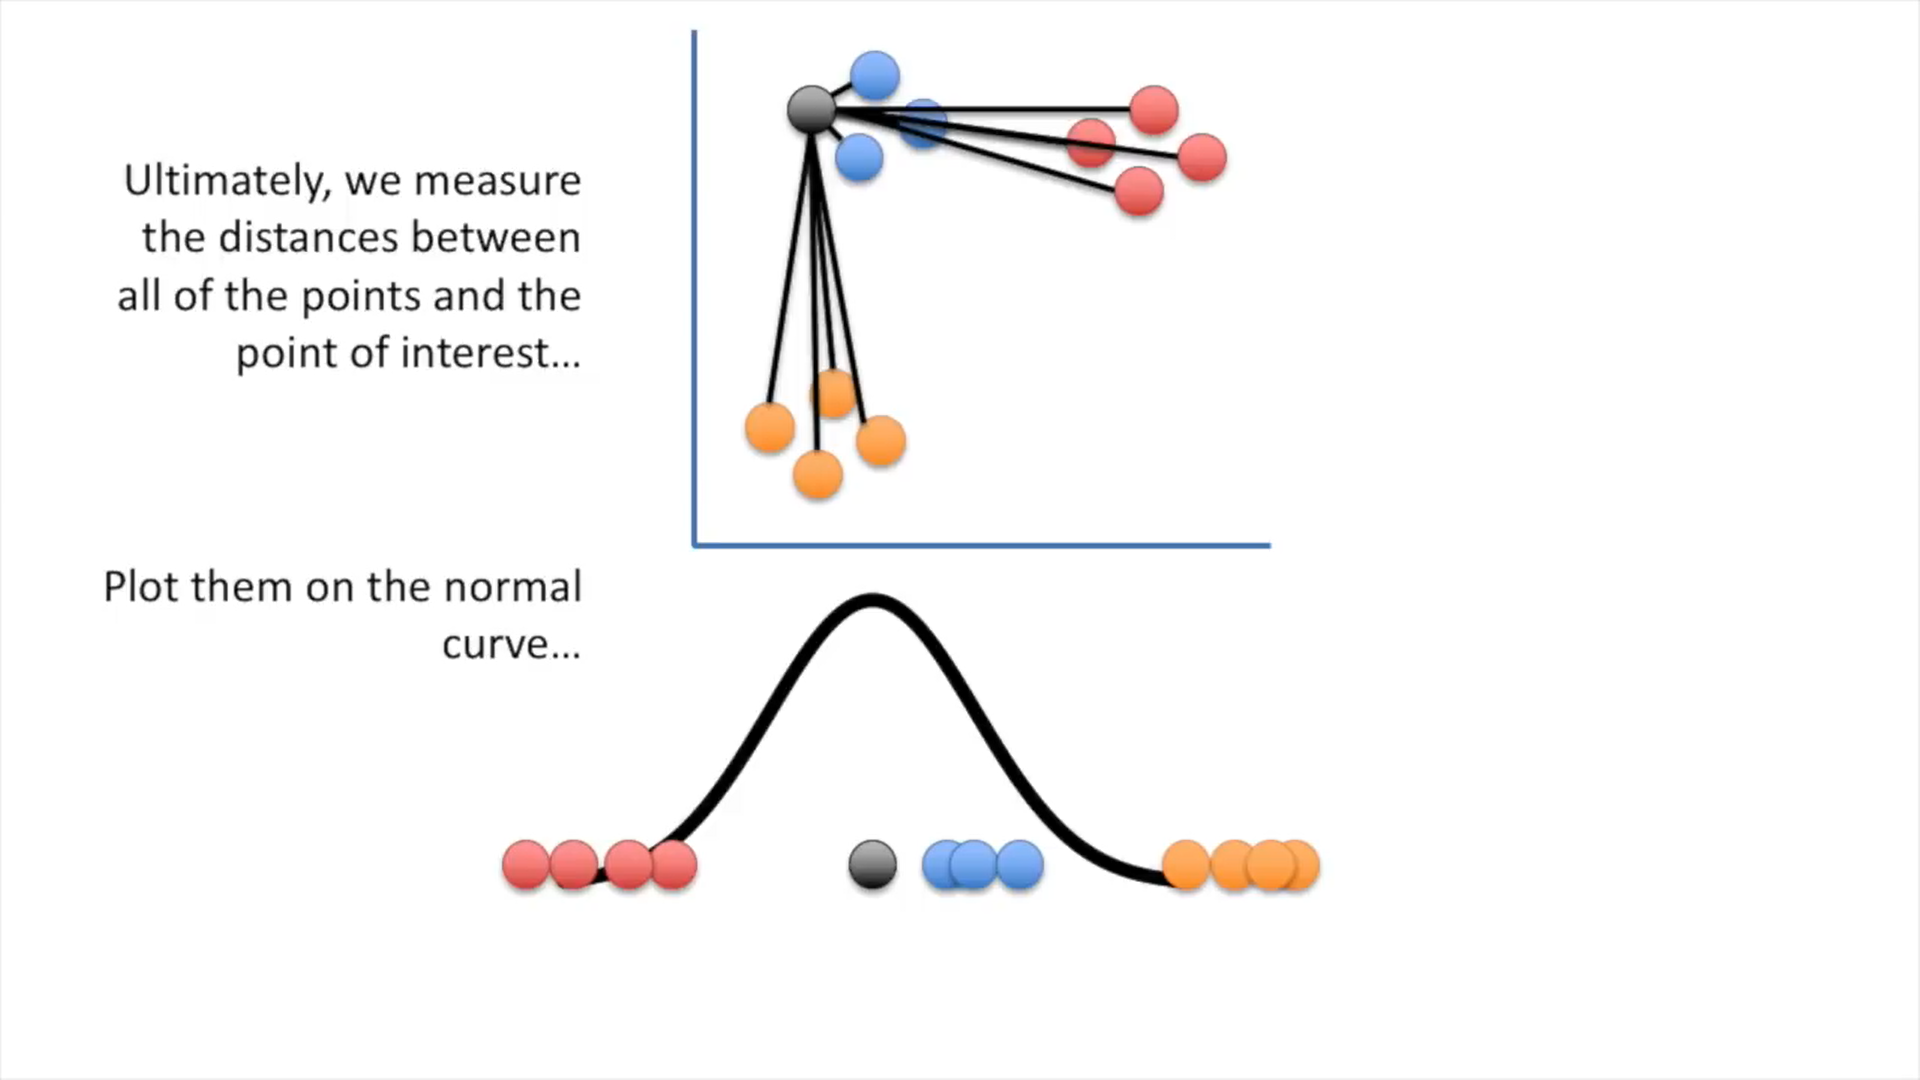 Ultimately, we measure
the distances between
all of the points and the
point of interest...
Plot them on the normal
curve...